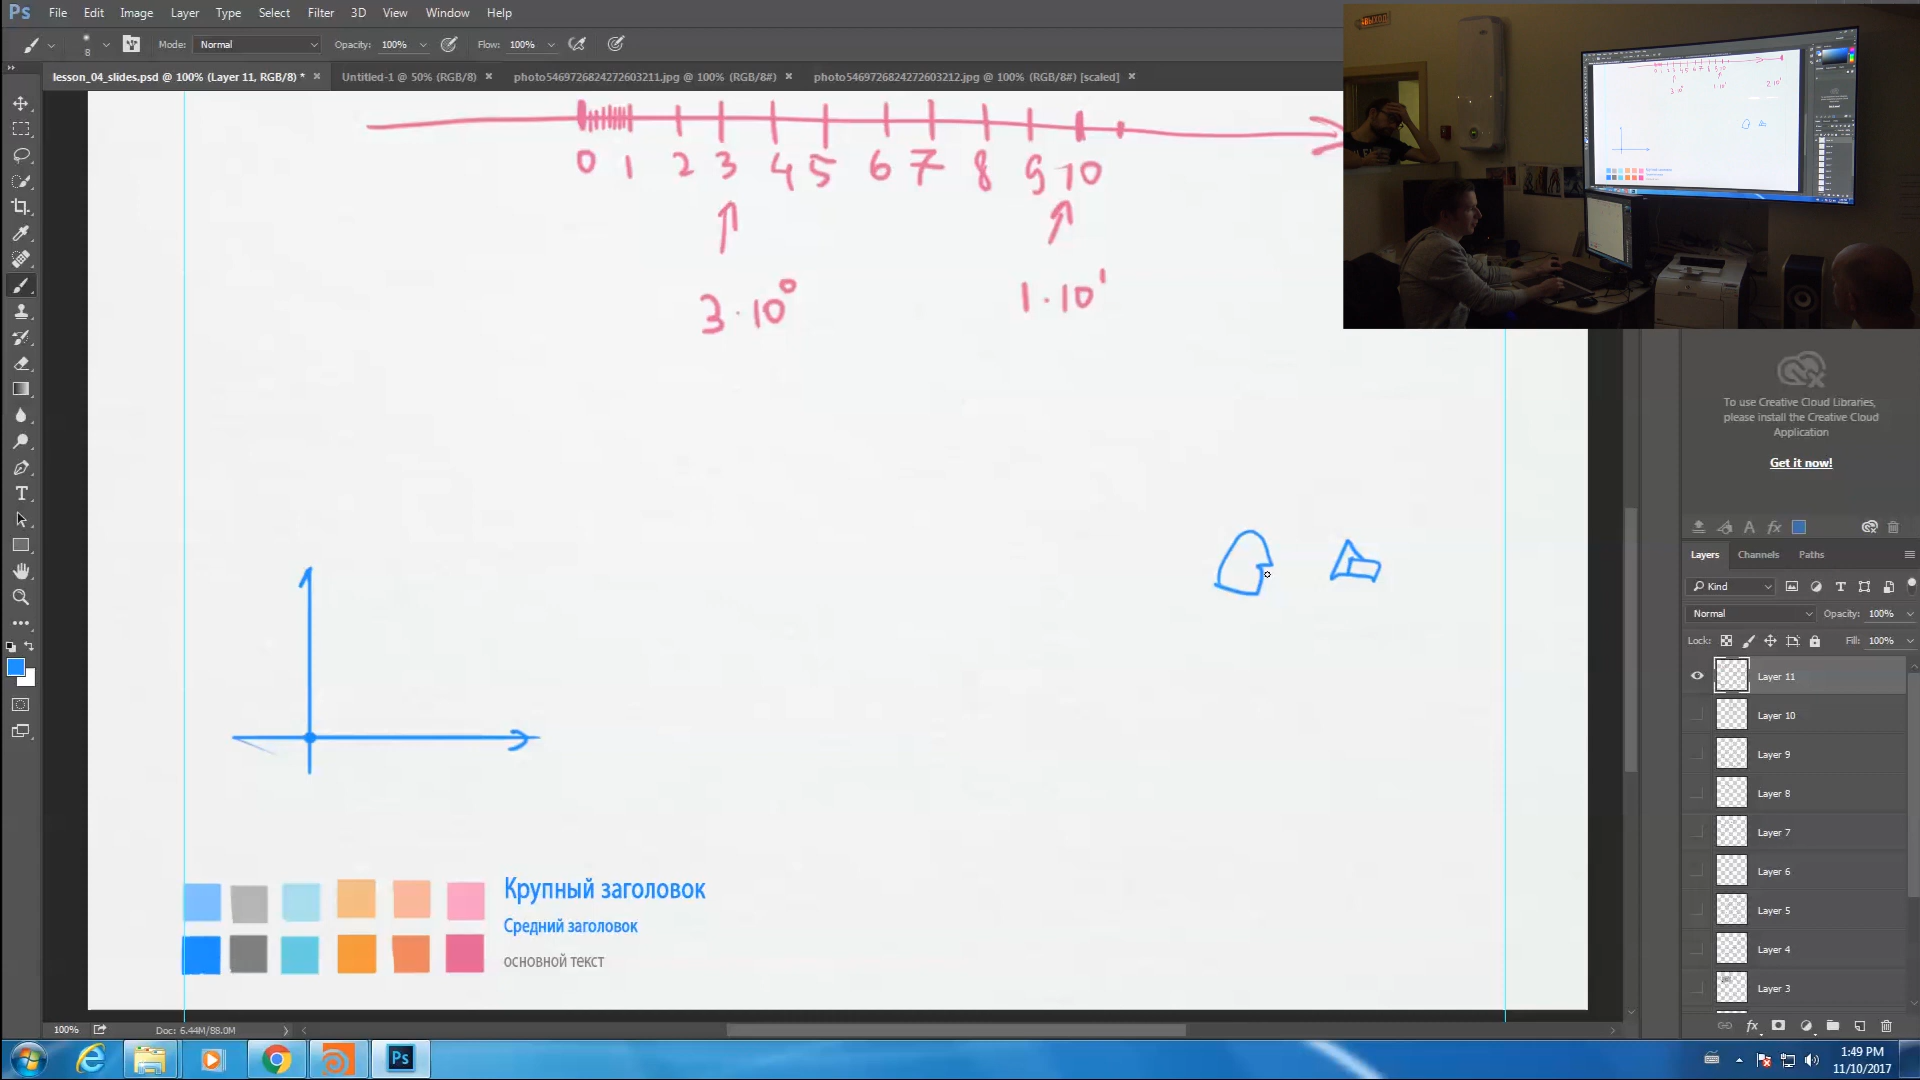 Ps File Edit Image Layer Type Select Filter 3D View Window Help
8 Mode: Normal Opacity: 100% Flow: 100%
lesson_04_slides.psd @ 100% (Layer 11, RGB/8) * Untitled-1 @ 50% (RGB/8) photo5469726824272603211.jpg @ 100% (RGB/8#) photo5469726824272603212.jpg @ 100% (RGB/8#) [scaled]
ВЫХОД
0 1 2 3 4 5 6 7 8 9 10
3·10⁰ 1·10¹
To use Creative Cloud Libraries,
please install the Creative Cloud
Application
Get it now!
Layers Channels Paths
Kind
Normal Opacity: 100%
Lock: Fill: 100%
Layer 11
Layer 10
Layer 9
Layer 8
Layer 7
Layer 6
Layer 5
Layer 4
Layer 3
Крупный заголовок
Средний заголовок
основной текст
100% Doc: 6.44M/88.0M
Ps
1:49 PM
11/10/2017